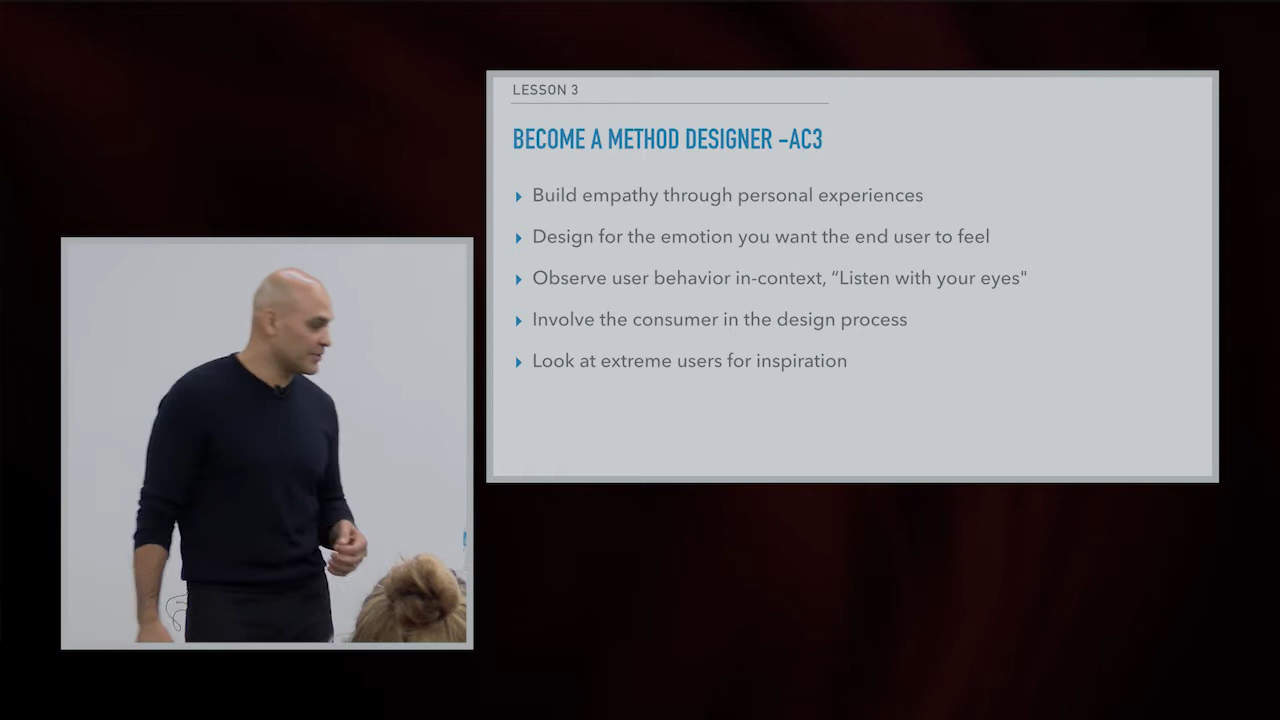 LESSON 3
BECOME A METHOD DESIGNER -AC3
Build empathy through personal experiences
Design for the emotion you want the end user to feel
Observe user behavior in-context, “Listen with your eyes"
Involve the consumer in the design process
Look at extreme users for inspiration